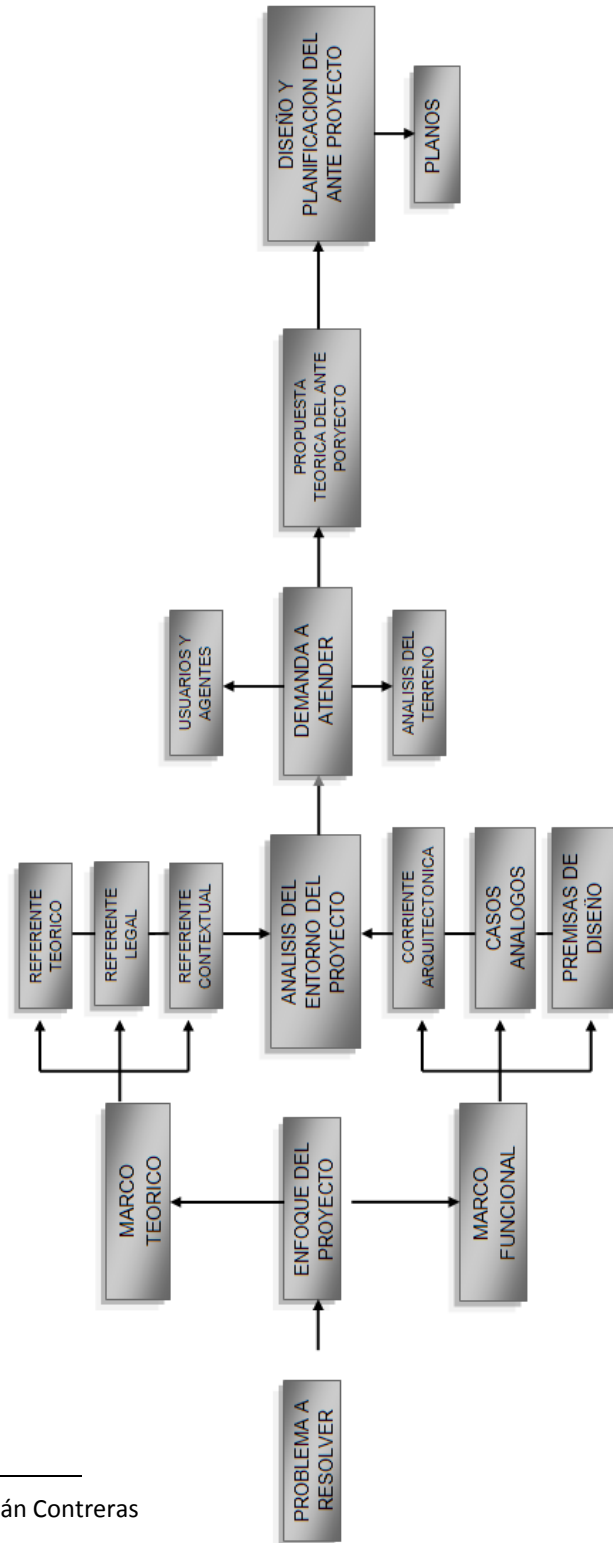 PROBLEMA A
RESOLVER
ENFOQUE DEL
PROYECTO
MARCO
TEORICO
MARCO
FUNCIONAL
REFERENTE
TEORICO
REFERENTE
LEGAL
REFERENTE
CONTEXTUAL
ANALISIS DEL
ENTORNO DEL
PROYECTO
CORRIENTE
ARQUITECTONICA
CASOS
ANALOGOS
PREMISAS DE
DISEÑO
USUARIOS Y
AGENTES
DEMANDA A
ATENDER
ANALISIS DEL
TERRENO
PROPUESTA
TEORICA DEL ANTE
PORYECTO
DISEÑO Y
PLANIFICACION DEL
ANTE PROYECTO
PLANOS
án Contreras